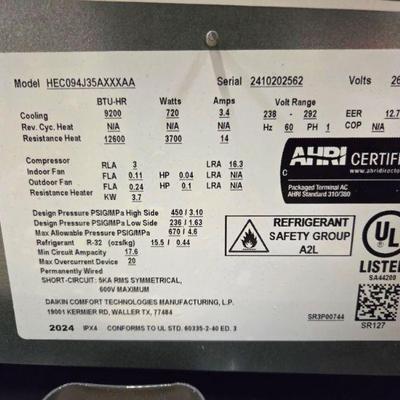 Model HEC094J35AXXXAA Serial 2410202562 Volts 26
BTU-HR Watts Amps Volt Range
Cooling 9200 720 3.4 238 - 292 EER 12.7
Rev. Cyc. Heat N/A N/A N/A Hz 60 PH 1 COP N/A
Resistance Heat 12600 3700 14
Compressor RLA 3 LRA 16.3
Indoor Fan FLA 0.11 HP 0.04 LRA N/A
Outdoor Fan FLA 0.24 HP 0.1 LRA N/A
Resistance Heater KW 3.7
AHRI CERTIFIE
www.ahridirector
Packaged Terminal AC
AHRI Standard 310/380
Design Pressure PSIG/MPa High Side 450 / 3.10
Design Pressure PSIG/MPa Low Side 236 / 1.63
Max Allowable Pressure PSIG/MPa 670 / 4.6
Refrigerant R-32 (ozs/kg) 15.5 / 0.44
Min Circuit Ampacity 17.6
Max Overcurrent Device 20
Permanently Wired
SHORT-CIRCUIT: 5KA RMS SYMMETRICAL,
600V MAXIMUM
REFRIGERANT
SAFETY GROUP
A2L
C UL
LISTE
SA44200
DAIKIN COMFORT TECHNOLOGIES MANUFACTURING, L.P.
19001 KERMIER RD, WALLER TX, 77484
SR3P00744
SR127
2024 IPX4 CONFORMS TO UL STD. 60335-2-40 ED. 3